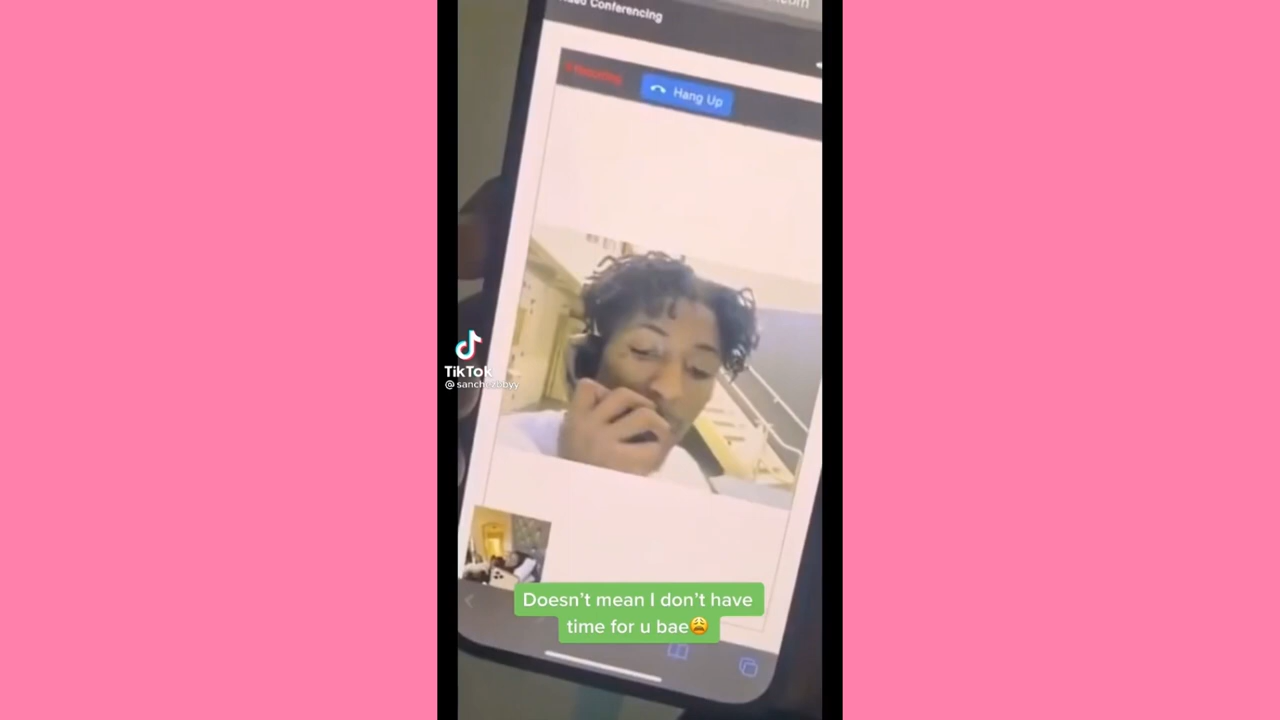 Conferencing
Hang Up
TikTok
Doesn't mean I don't have
time for u bae😩